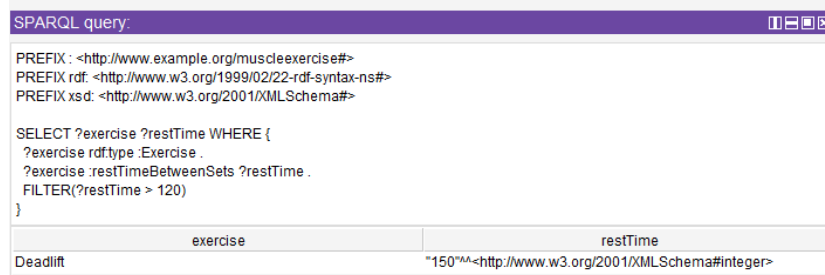 SPARQL query:
PREFIX : <http://www.example.org/muscleexercise#>
PREFIX rdf: <http://www.w3.org/1999/02/22-rdf-syntax-ns#>
PREFIX xsd: <http://www.w3.org/2001/XMLSchema#>
SELECT ?exercise ?restTime WHERE {
?exercise rdf:type :Exercise .
?exercise :restTimeBetweenSets ?restTime .
FILTER(?restTime > 120)
}
exercise restTime
Deadlift "150"^^<http://www.w3.org/2001/XMLSchema#integer>